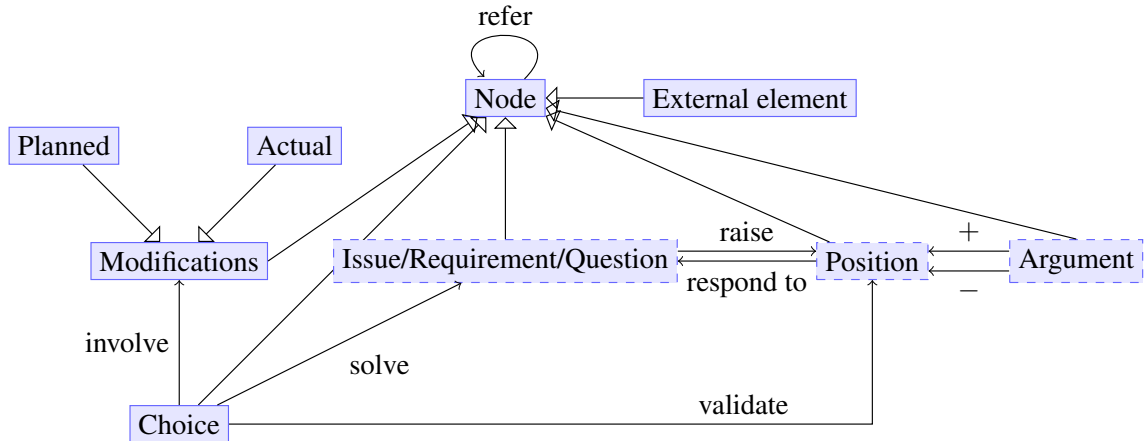 refer
Node
External element
Planned
Actual
Modifications
Issue/Requirement/Question
raise
respond to
Position
+
−
Argument
involve
solve
validate
Choice